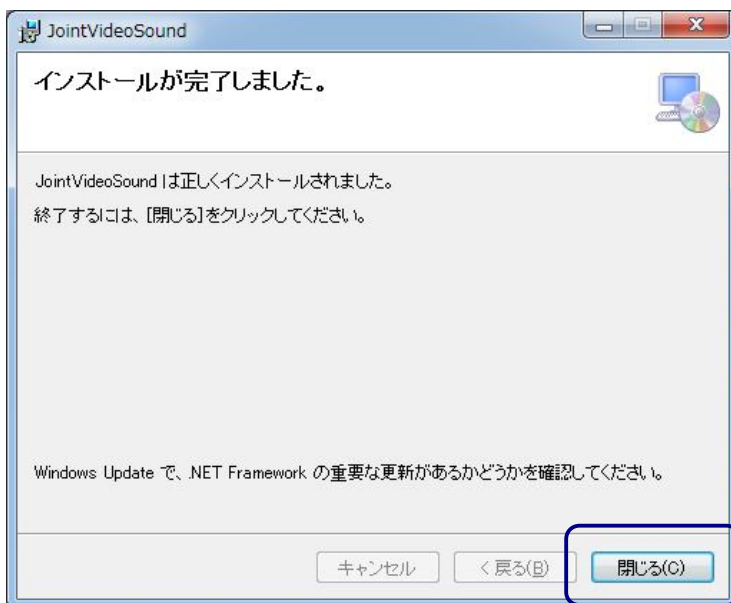 JointVideoSound
インストールが完了しました。
JointVideoSound は正しくインストールされました。
終了するには、[閉じる]をクリックしてください。
Windows Update で、.NET Framework の重要な更新があるかどうかを確認してください。
キャンセル
< 戻る(B)
閉じる(C)